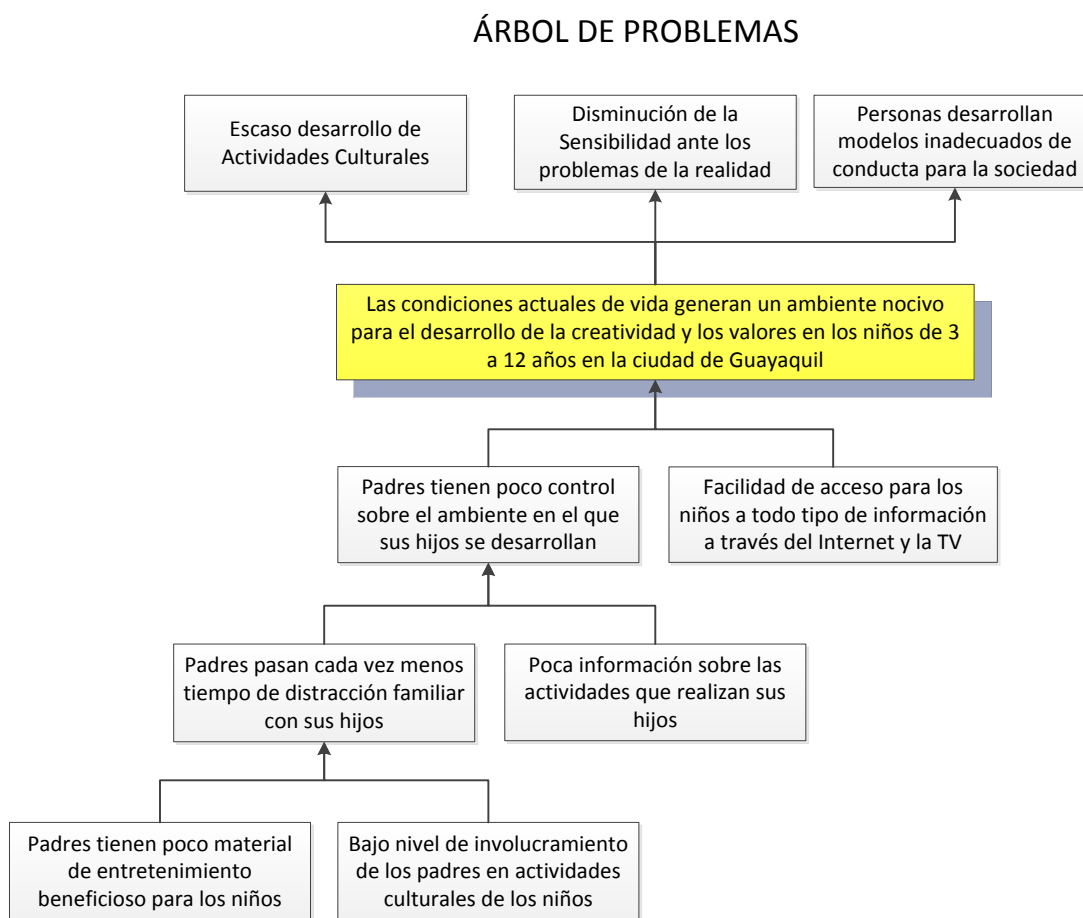 ÁRBOL DE PROBLEMAS
Escaso desarrollo de
Actividades Culturales
Disminución de la
Sensibilidad ante los
problemas de la realidad
Personas desarrollan
modelos inadecuados de
conducta para la sociedad
Las condiciones actuales de vida generan un ambiente nocivo
para el desarrollo de la creatividad y los valores en los niños de 3
a 12 años en la ciudad de Guayaquil
Padres tienen poco control
sobre el ambiente en el que
sus hijos se desarrollan
Facilidad de acceso para los
niños a todo tipo de información
a través del Internet y la TV
Padres pasan cada vez menos
tiempo de distracción familiar
con sus hijos
Poca información sobre las
actividades que realizan sus
hijos
Padres tienen poco material
de entretenimiento
beneficioso para los niños
Bajo nivel de involucramiento
de los padres en actividades
culturales de los niños